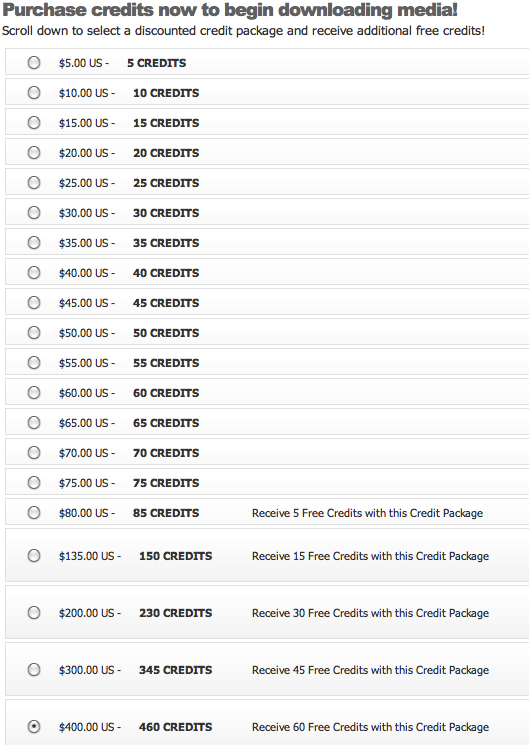 Purchase credits now to begin downloading media!
Scroll down to select a discounted credit package and receive additional free credits!
$5.00 US - 5 CREDITS
$10.00 US - 10 CREDITS
$15.00 US - 15 CREDITS
$20.00 US - 20 CREDITS
$25.00 US - 25 CREDITS
$30.00 US - 30 CREDITS
$35.00 US - 35 CREDITS
$40.00 US - 40 CREDITS
$45.00 US - 45 CREDITS
$50.00 US - 50 CREDITS
$55.00 US - 55 CREDITS
$60.00 US - 60 CREDITS
$65.00 US - 65 CREDITS
$70.00 US - 70 CREDITS
$75.00 US - 75 CREDITS
$80.00 US - 85 CREDITS Receive 5 Free Credits with this Credit Package
$135.00 US - 150 CREDITS Receive 15 Free Credits with this Credit Package
$200.00 US - 230 CREDITS Receive 30 Free Credits with this Credit Package
$300.00 US - 345 CREDITS Receive 45 Free Credits with this Credit Package
$400.00 US - 460 CREDITS Receive 60 Free Credits with this Credit Package